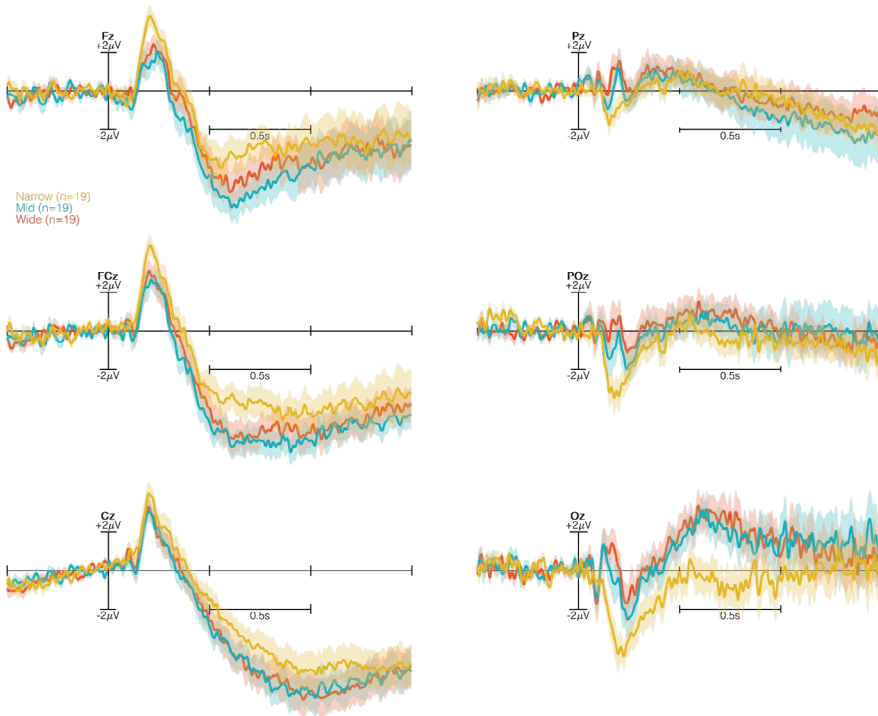 Fz
+2µV
-2µV
0.5s
Narrow (n=19)
Mid (n=19)
Wide (n=19)
FCz
+2µV
-2µV
0.5s
Cz
+2µV
-2µV
0.5s
Pz
+2µV
-2µV
0.5s
POz
+2µV
-2µV
0.5s
Oz
+2µV
-2µV
0.5s